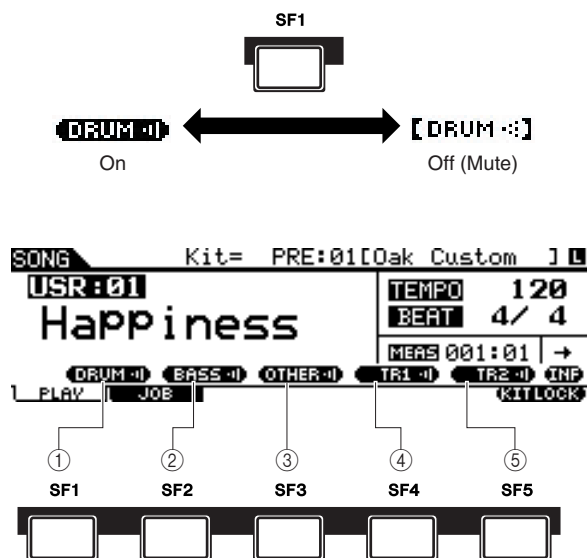 SF1
DRUM
[DRUM]
On
Off (Mute)
SONG Kit= PRE:01[Oak Custom ] L
USR:01
TEMPO 120
Happiness
BEAT 4/ 4
MEAS 001:01 →
DRUM BASS OTHER TR1 TR2 INP
PLAY JOB KITLOCK
① ② ③ ④ ⑤
SF1 SF2 SF3 SF4 SF5